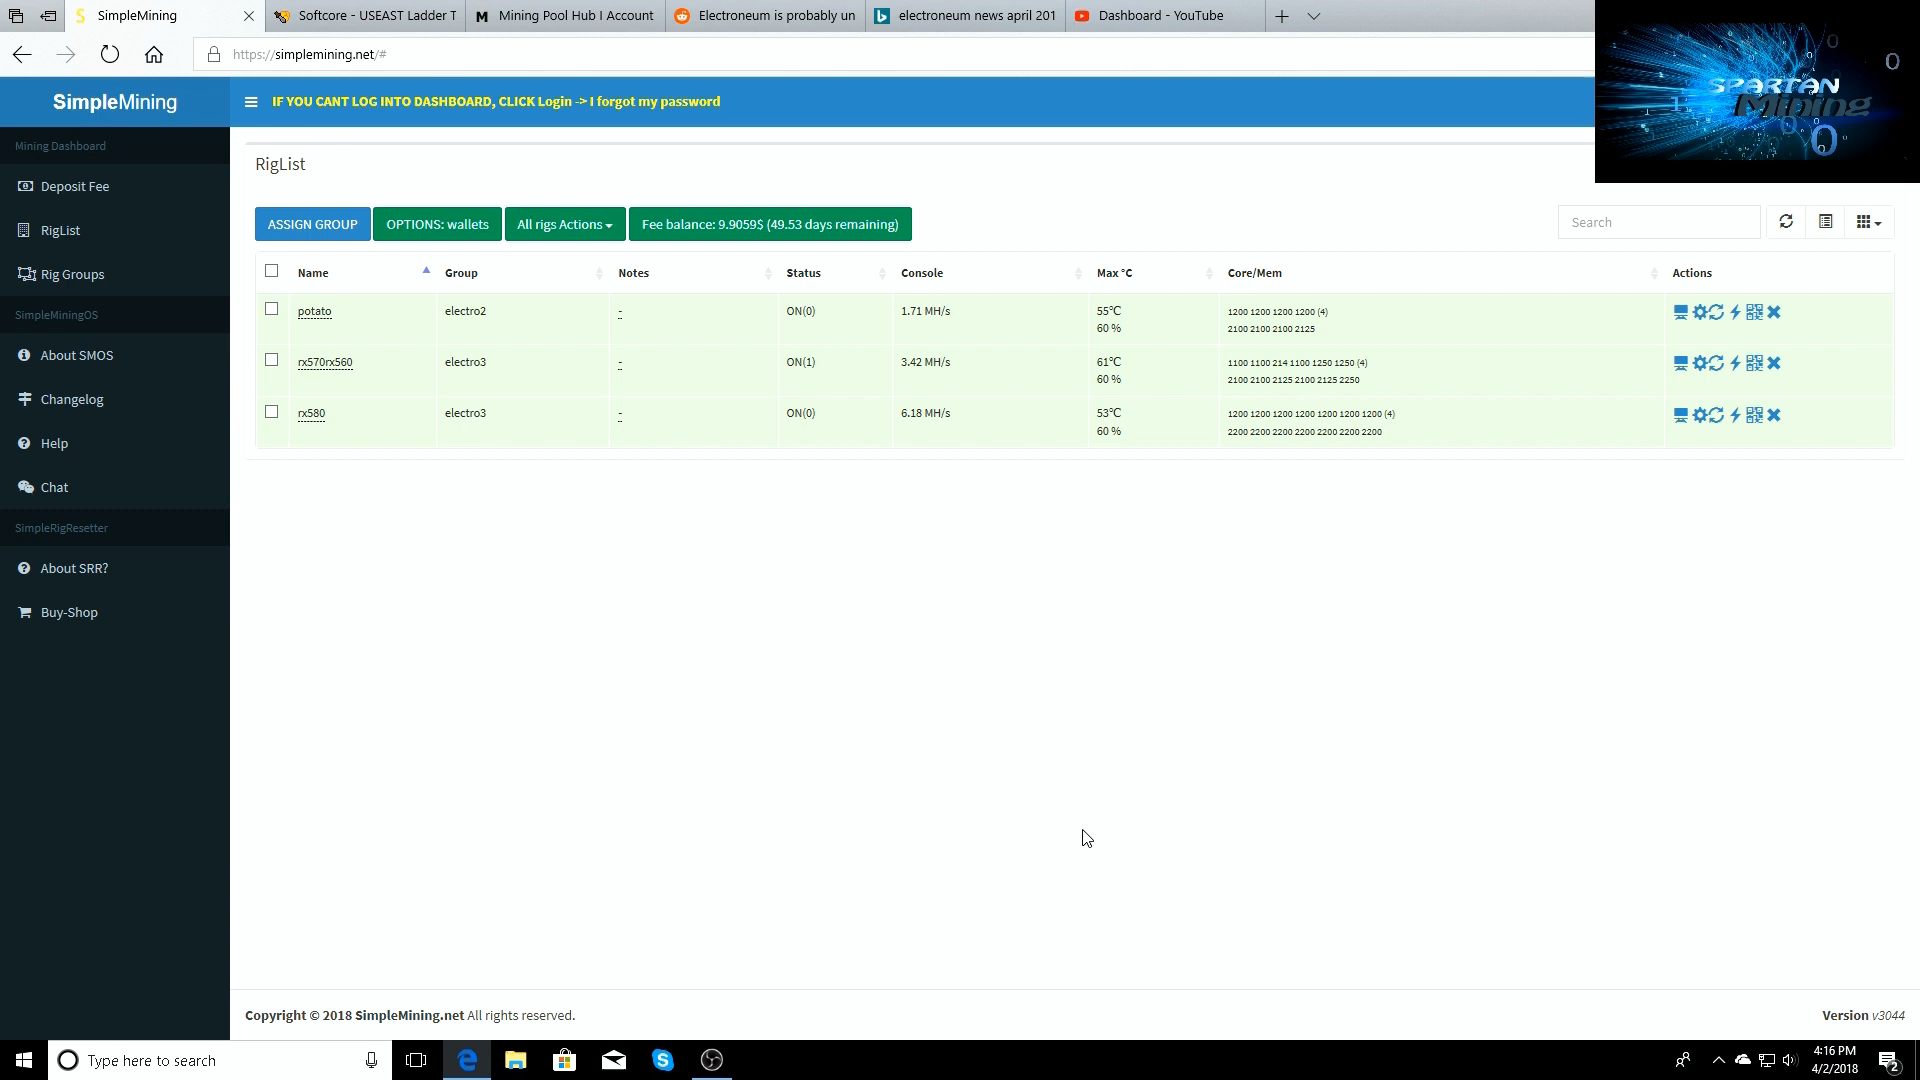 SimpleMining
Softcore - USEAST Ladder T
Mining Pool Hub I Account
Electroneum is probably un
electroneum news april 201
Dashboard - YouTube
https://simplemining.net/#
SPARTAN
Mining
SimpleMining
IF YOU CANT LOG INTO DASHBOARD, CLICK Login -> I forgot my password
Mining Dashboard
Deposit Fee
RigList
Rig Groups
SimpleMiningOS
About SMOS
Changelog
Help
Chat
SimpleRigResetter
About SRR?
Buy-Shop
RigList
ASSIGN GROUP
OPTIONS: wallets
All rigs Actions
Fee balance: 9.9059$ (49.53 days remaining)
Search
Name Group Notes Status Console Max °C Core/Mem Actions
potato electro2 - ON(0) 1.71 MH/s 55°C 1200 1200 1200 1200 (4)
60 % 2100 2100 2100 2125
rx570rx560 electro3 - ON(1) 3.42 MH/s 61°C 1100 1100 214 1100 1250 1250 (4)
60 % 2100 2100 2125 2100 2125 2250
rx580 electro3 - ON(0) 6.18 MH/s 53°C 1200 1200 1200 1200 1200 1200 1200 (4)
60 % 2200 2200 2200 2200 2200 2200 2200
Copyright © 2018 SimpleMining.net All rights reserved.
Version v3044
Type here to search
4:16 PM
4/2/2018
2